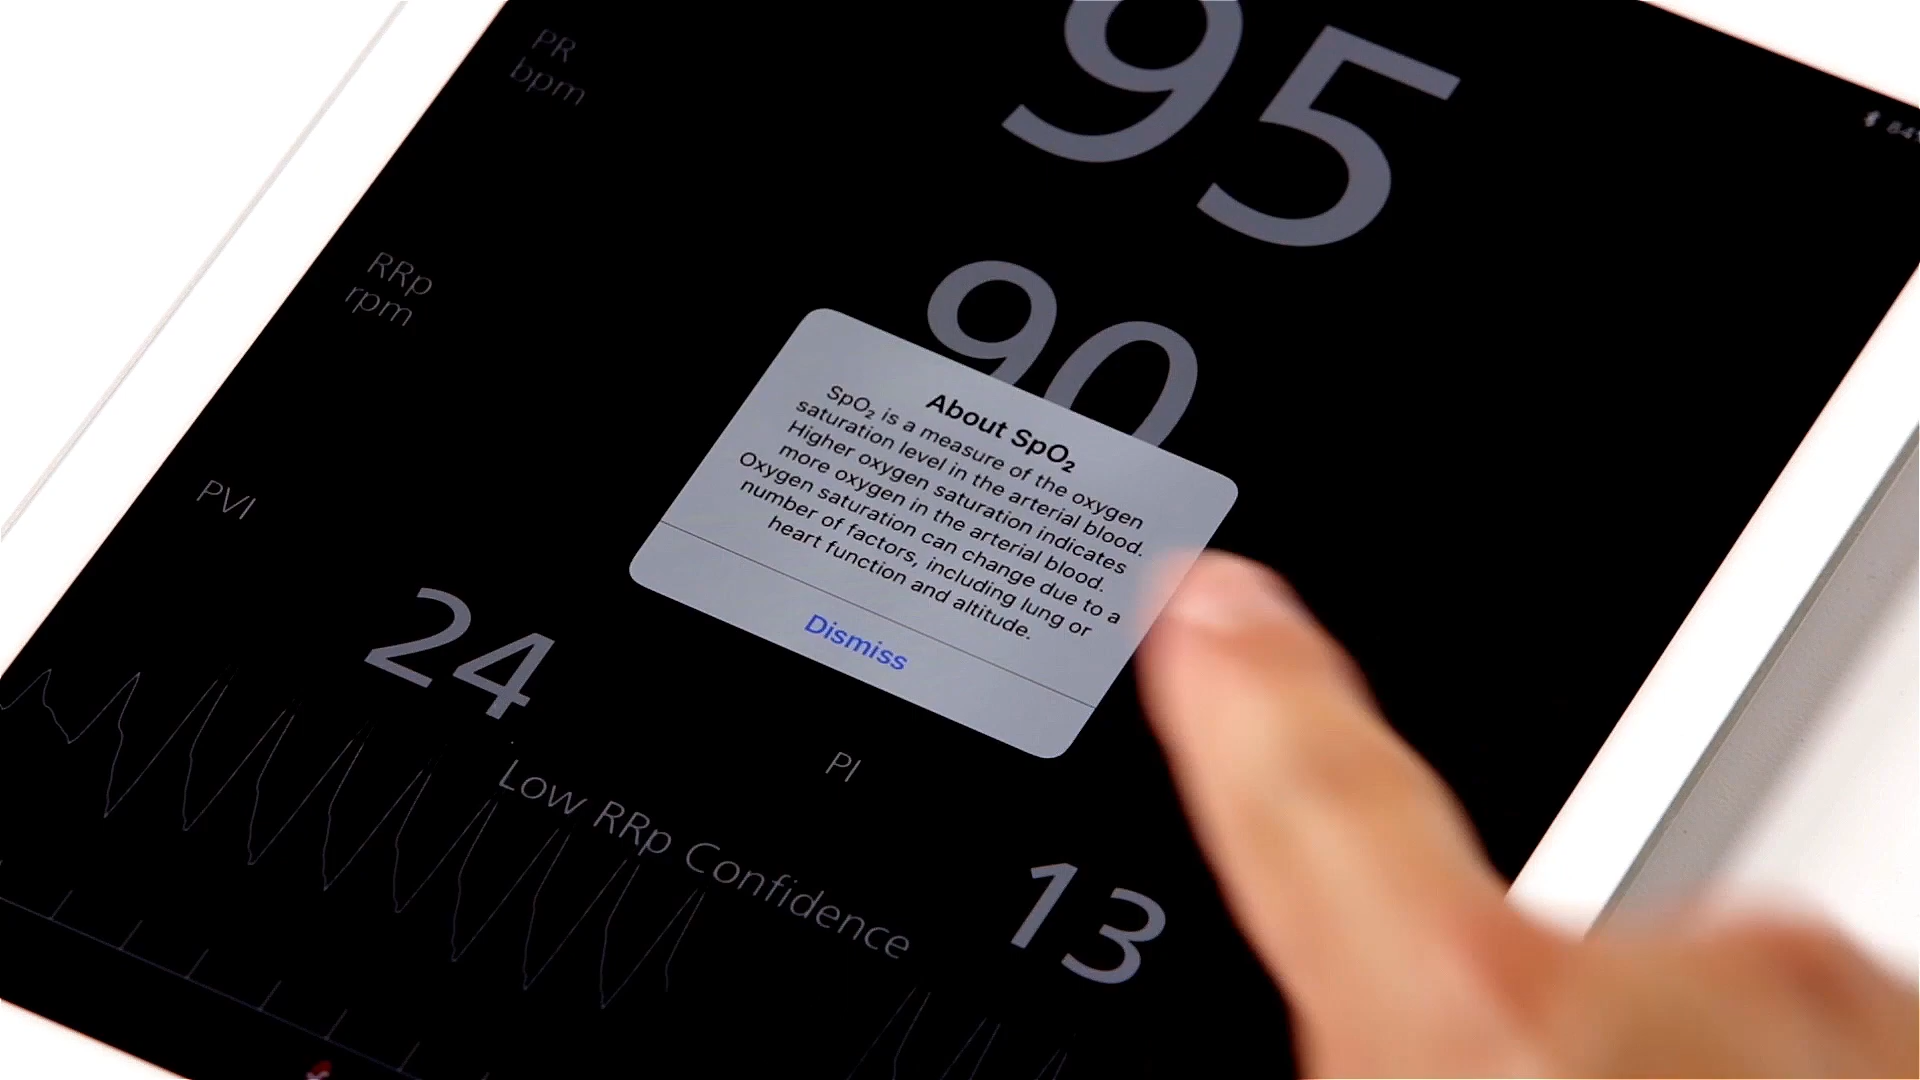 95
84%
PR
bpm
90
RRp
rpm
About SpO₂
SpO₂ is a measure of the oxygen
saturation level in the arterial blood.
Higher oxygen saturation indicates
more oxygen in the arterial blood.
Oxygen saturation can change due to a
number of factors, including lung or
heart function and altitude.
Dismiss
PVI
24
PI
13
Low RRp Confidence